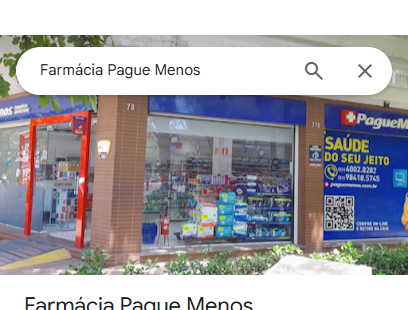 Farmácia Pague Menos
78
778
PagueM
SAÚDE
DO SEU JEITO
4002.8282
98418.5745
paguemenos.com.br
COMPRE ON-LINE
E RETIRE NA LOJA
Farmácia Pague Menos